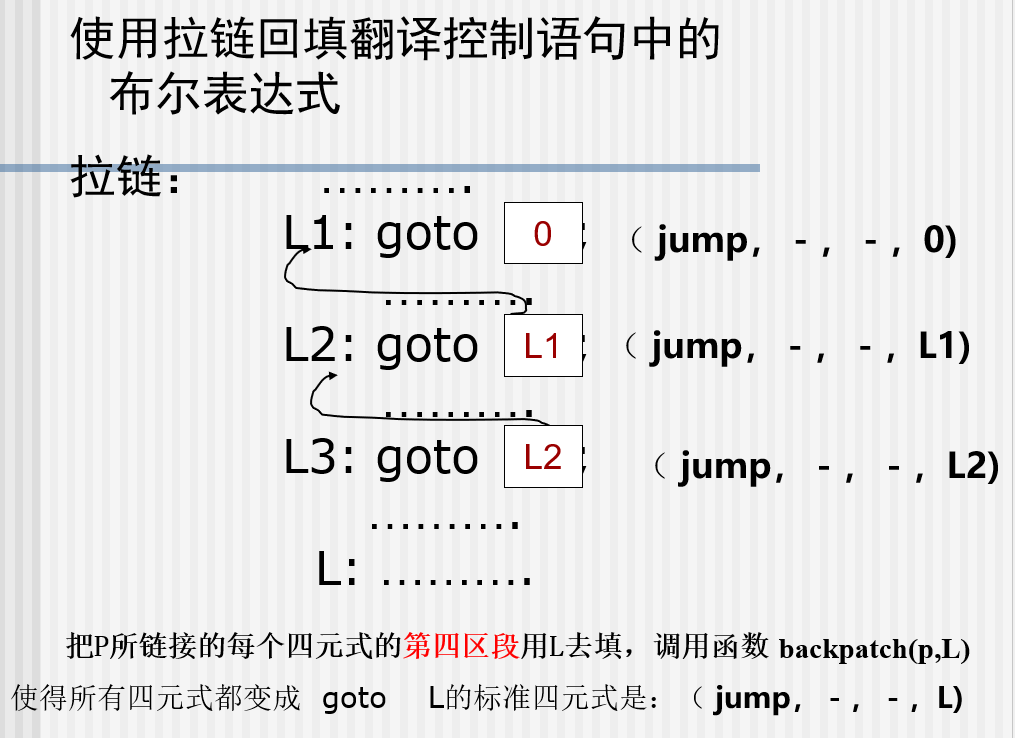 使用拉链回填翻译控制语句中的
布尔表达式
拉链：
……….
L1: goto 0; （ jump， - ， - ，0)
……….
L2: goto L1; （ jump， - ， - ，L1)
……….
L3: goto L2; （ jump， - ， - ，L2)
……….
L: ……….
把P所链接的每个四元式的第四区段用L去填，调用函数 backpatch(p,L)
使得所有四元式都变成 goto L的标准四元式是：（ jump， - ， - ，L)